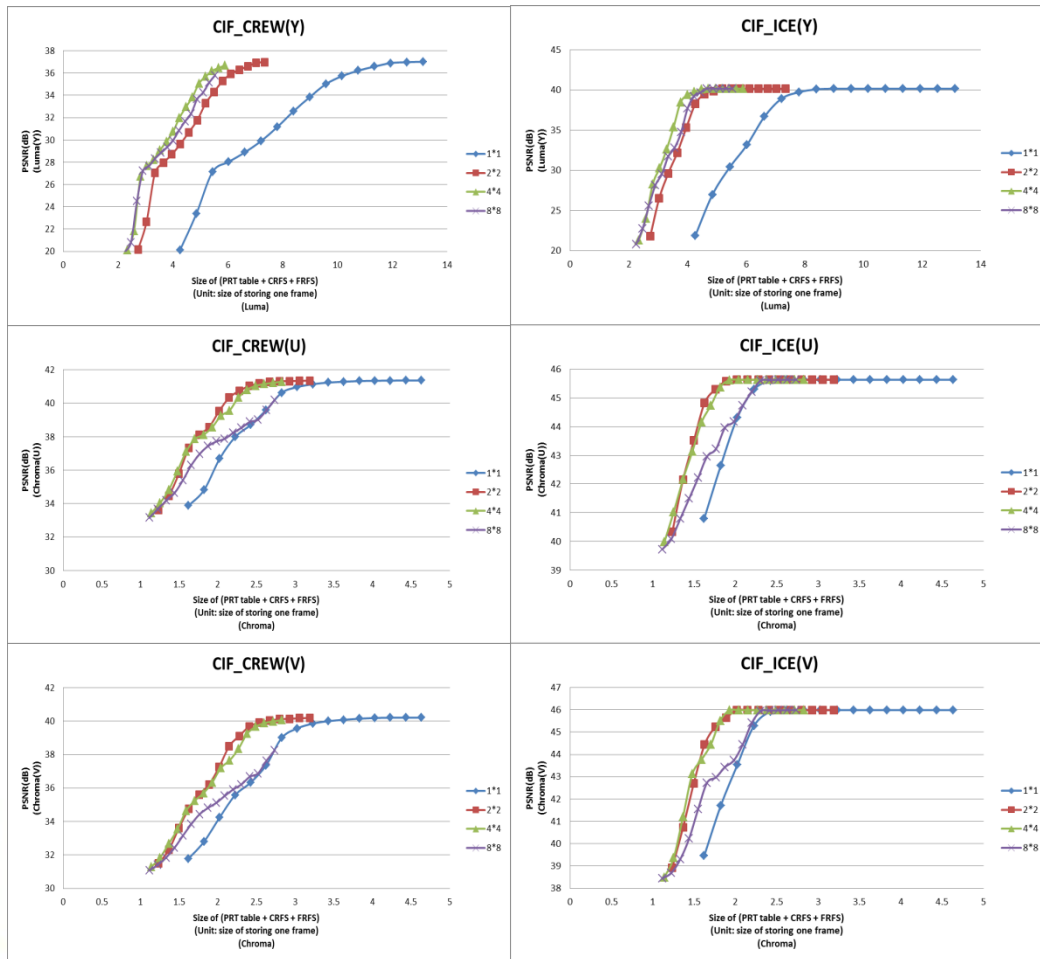 CIF_CREW(Y)
PSNR(dB)
(Luma(Y))
38
36
34
32
30
28
26
24
22
20
0 2 4 6 8 10 12 14
Size of (PRT table + CRFS + FRFS)
(Unit: size of storing one frame)
(Luma)
1*1
2*2
4*4
8*8
CIF_ICE(Y)
PSNR(dB)
(Luma(Y))
45
40
35
30
25
20
0 2 4 6 8 10 12 14
Size of (PRT table + CRFS + FRFS)
(Unit: size of storing one frame)
(Luma)
1*1
2*2
4*4
8*8
CIF_CREW(U)
PSNR(dB)
(Chroma(U))
42
40
38
36
34
32
30
0 0.5 1 1.5 2 2.5 3 3.5 4 4.5 5
Size of (PRT table + CRFS + FRFS)
(Unit: size of storing one frame)
(Chroma)
1*1
2*2
4*4
8*8
CIF_ICE(U)
PSNR(dB)
(Chroma(U))
46
45
44
43
42
41
40
39
0 0.5 1 1.5 2 2.5 3 3.5 4 4.5 5
Size of (PRT table + CRFS + FRFS)
(Unit: size of storing one frame)
(Chroma)
1*1
2*2
4*4
8*8
CIF_CREW(V)
PSNR(dB)
(Chroma(V))
42
40
38
36
34
32
30
0 0.5 1 1.5 2 2.5 3 3.5 4 4.5 5
Size of (PRT table + CRFS + FRFS)
(Unit: size of storing one frame)
(Chroma)
1*1
2*2
4*4
8*8
CIF_ICE(V)
PSNR(dB)
(Chroma(V))
47
46
45
44
43
42
41
40
39
38
0 0.5 1 1.5 2 2.5 3 3.5 4 4.5 5
Size of (PRT table + CRFS + FRFS)
(Unit: size of storing one frame)
(Chroma)
1*1
2*2
4*4
8*8